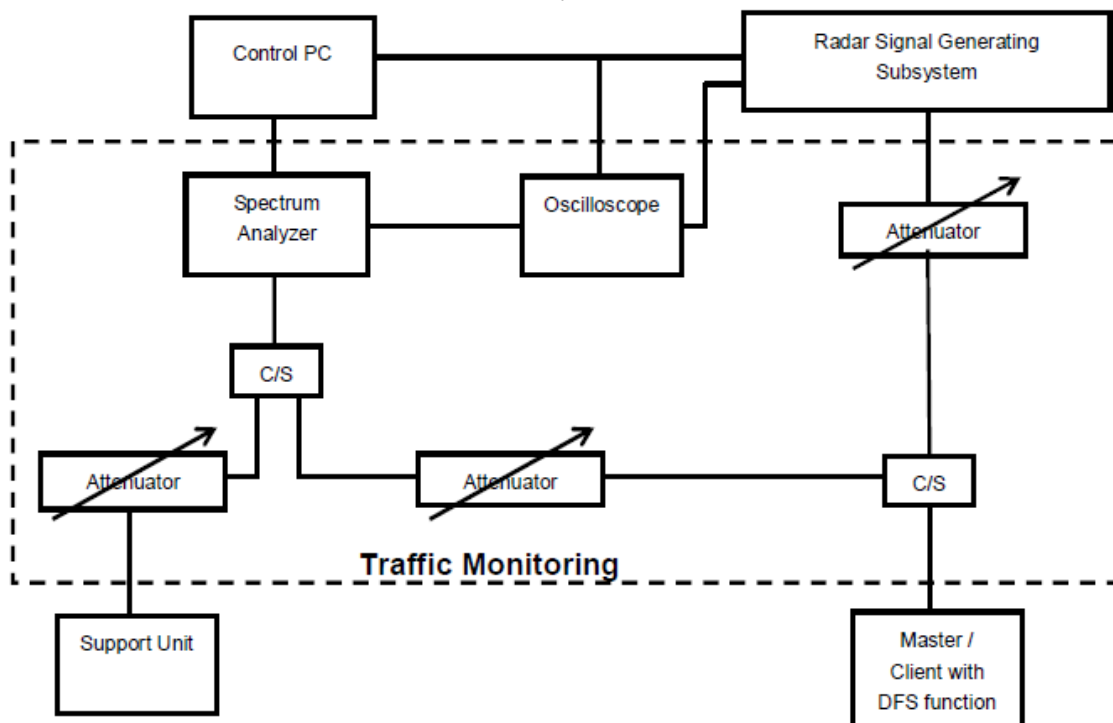 Control PC
Radar Signal Generating
Subsystem
Spectrum
Analyzer
Oscilloscope
Attenuator
C/S
Attenuator
Attenuator
C/S
Traffic Monitoring
Support Unit
Master /
Client with
DFS function